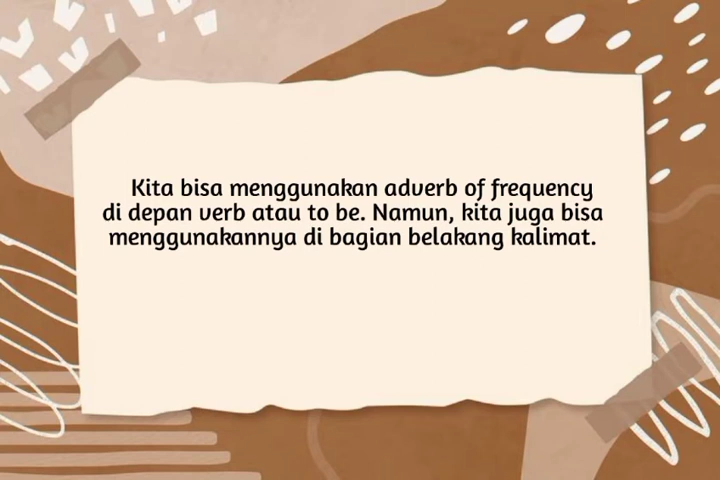 Kita bisa menggunakan adverb of frequency
di depan verb atau to be. Namun, kita juga bisa
menggunakannya di bagian belakang kalimat.